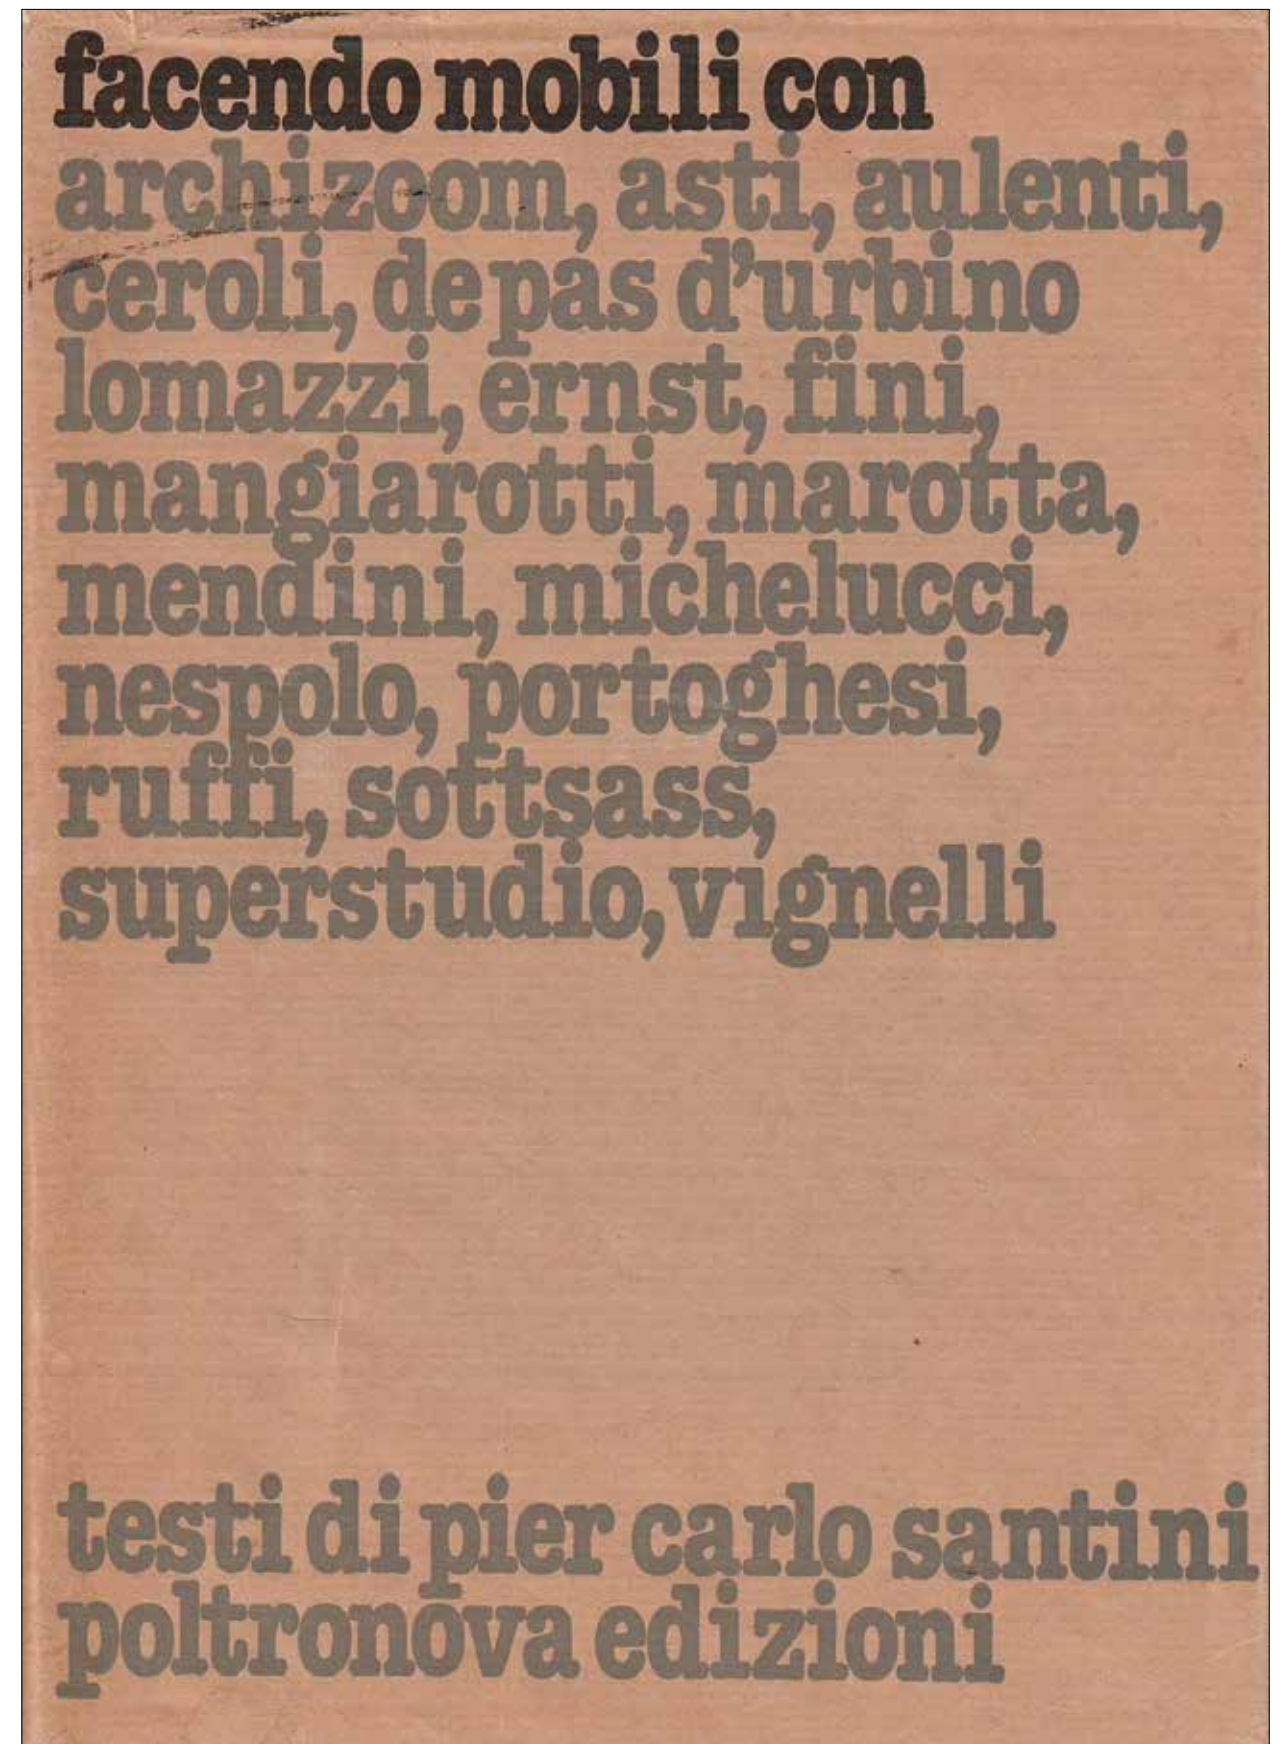 facendo mobili con
archizoom, asti, aulenti,
ceroli, de pas d'urbino
lomazzi, ernst, fini,
mangiarotti, marotta,
mendini, michelucci,
nespolo, portoghesi,
ruffi, sottsass,
superstudio, vignelli
testi di pier carlo santini
poltronova edizioni